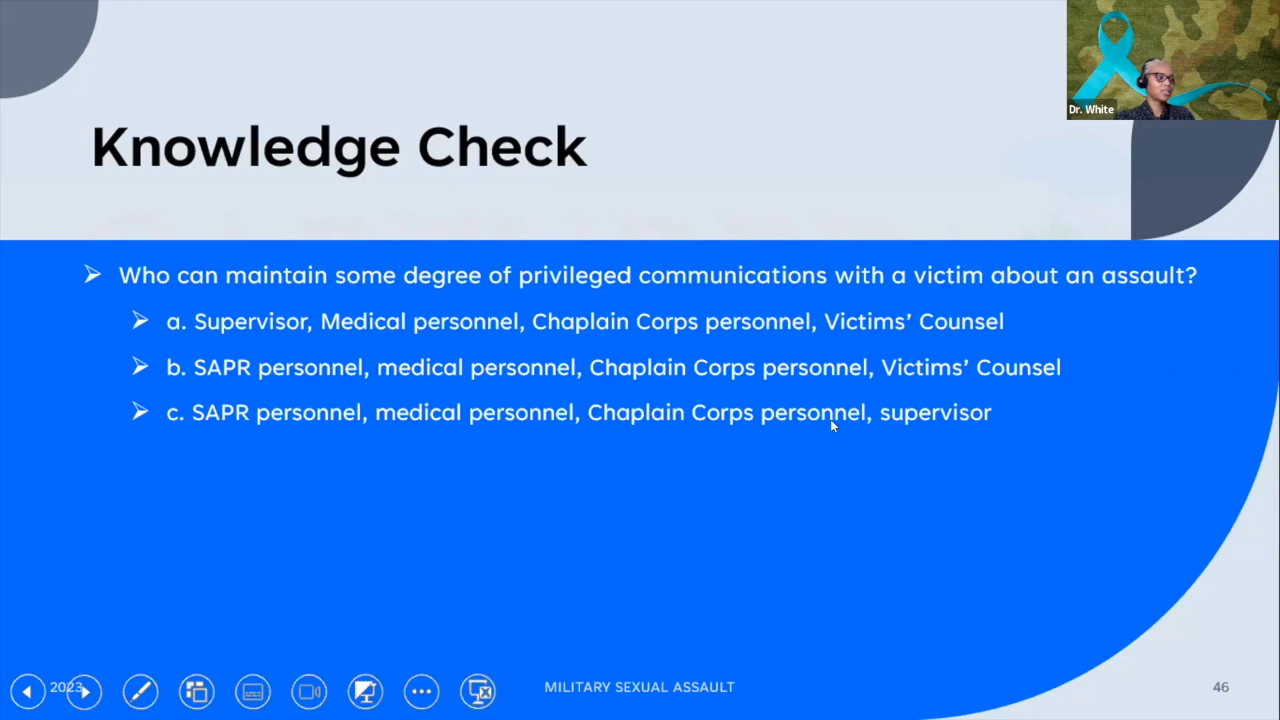 Dr. White
Knowledge Check
Who can maintain some degree of privileged communications with a victim about an assault?
a. Supervisor, Medical personnel, Chaplain Corps personnel, Victims’ Counsel
b. SAPR personnel, medical personnel, Chaplain Corps personnel, Victims’ Counsel
c. SAPR personnel, medical personnel, Chaplain Corps personnel, supervisor
2023
MILITARY SEXUAL ASSAULT
46